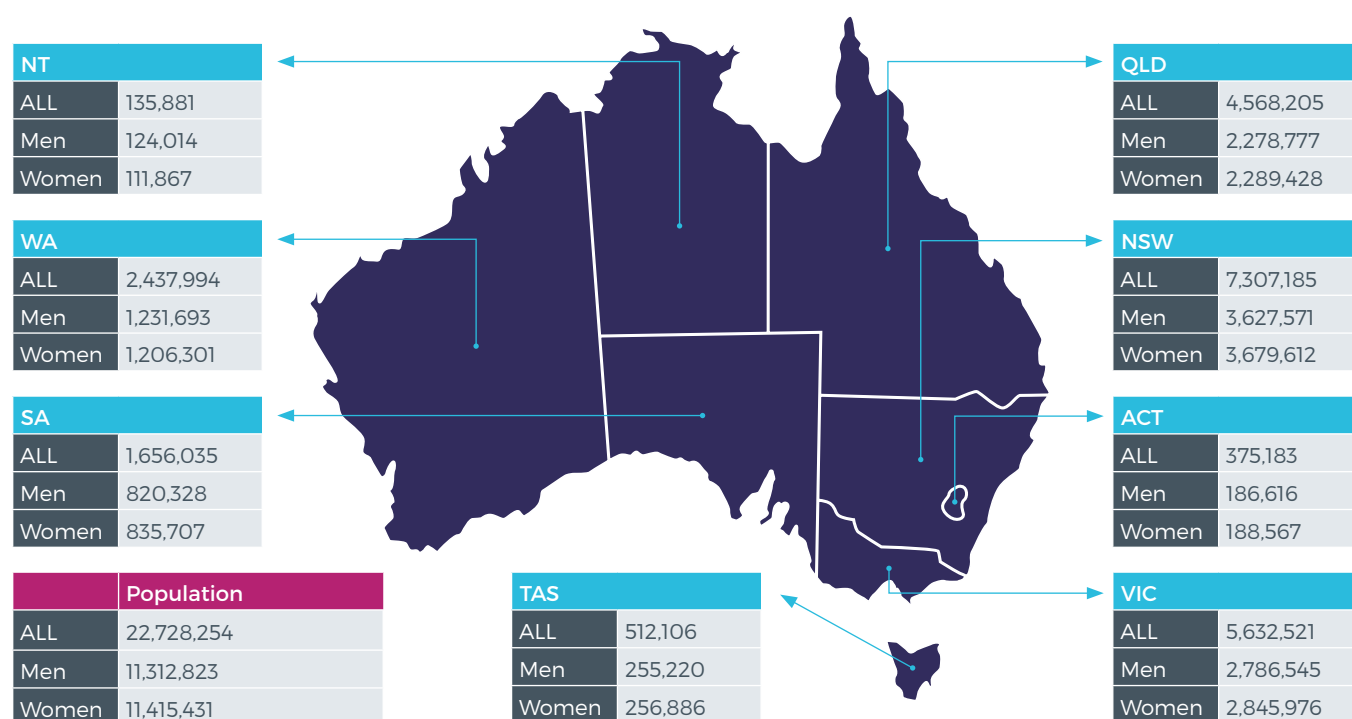 NT
ALL 135,881
Men 124,014
Women 111,867
WA
ALL 2,437,994
Men 1,231,693
Women 1,206,301
SA
ALL 1,656,035
Men 820,328
Women 835,707
Population
ALL 22,728,254
Men 11,312,823
Women 11,415,431
TAS
ALL 512,106
Men 255,220
Women 256,886
QLD
ALL 4,568,205
Men 2,278,777
Women 2,289,428
NSW
ALL 7,307,185
Men 3,627,571
Women 3,679,612
ACT
ALL 375,183
Men 186,616
Women 188,567
VIC
ALL 5,632,521
Men 2,786,545
Women 2,845,976